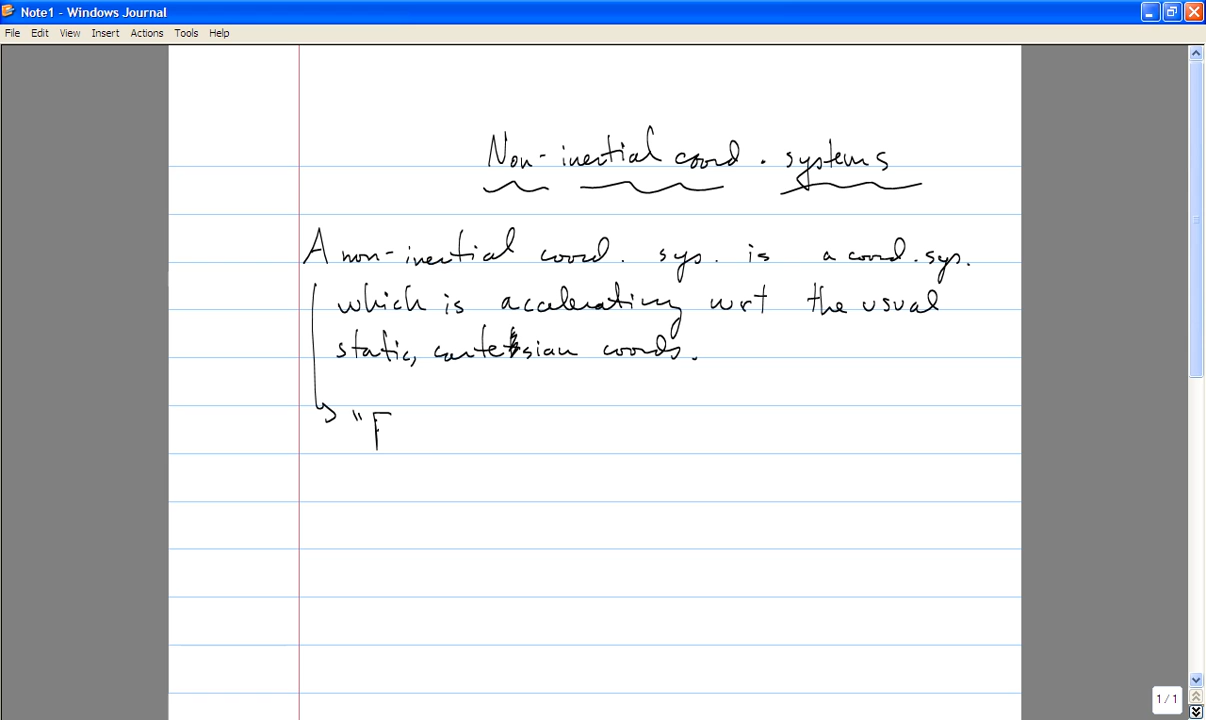 Note1 - Windows Journal
File Edit View Insert Actions Tools Help
Non-inertial coord. systems
A non-inertial coord. sys. is a coord. sys.
which is accelerating wrt the usual
static, cartesian coords.
"F
1 / 1